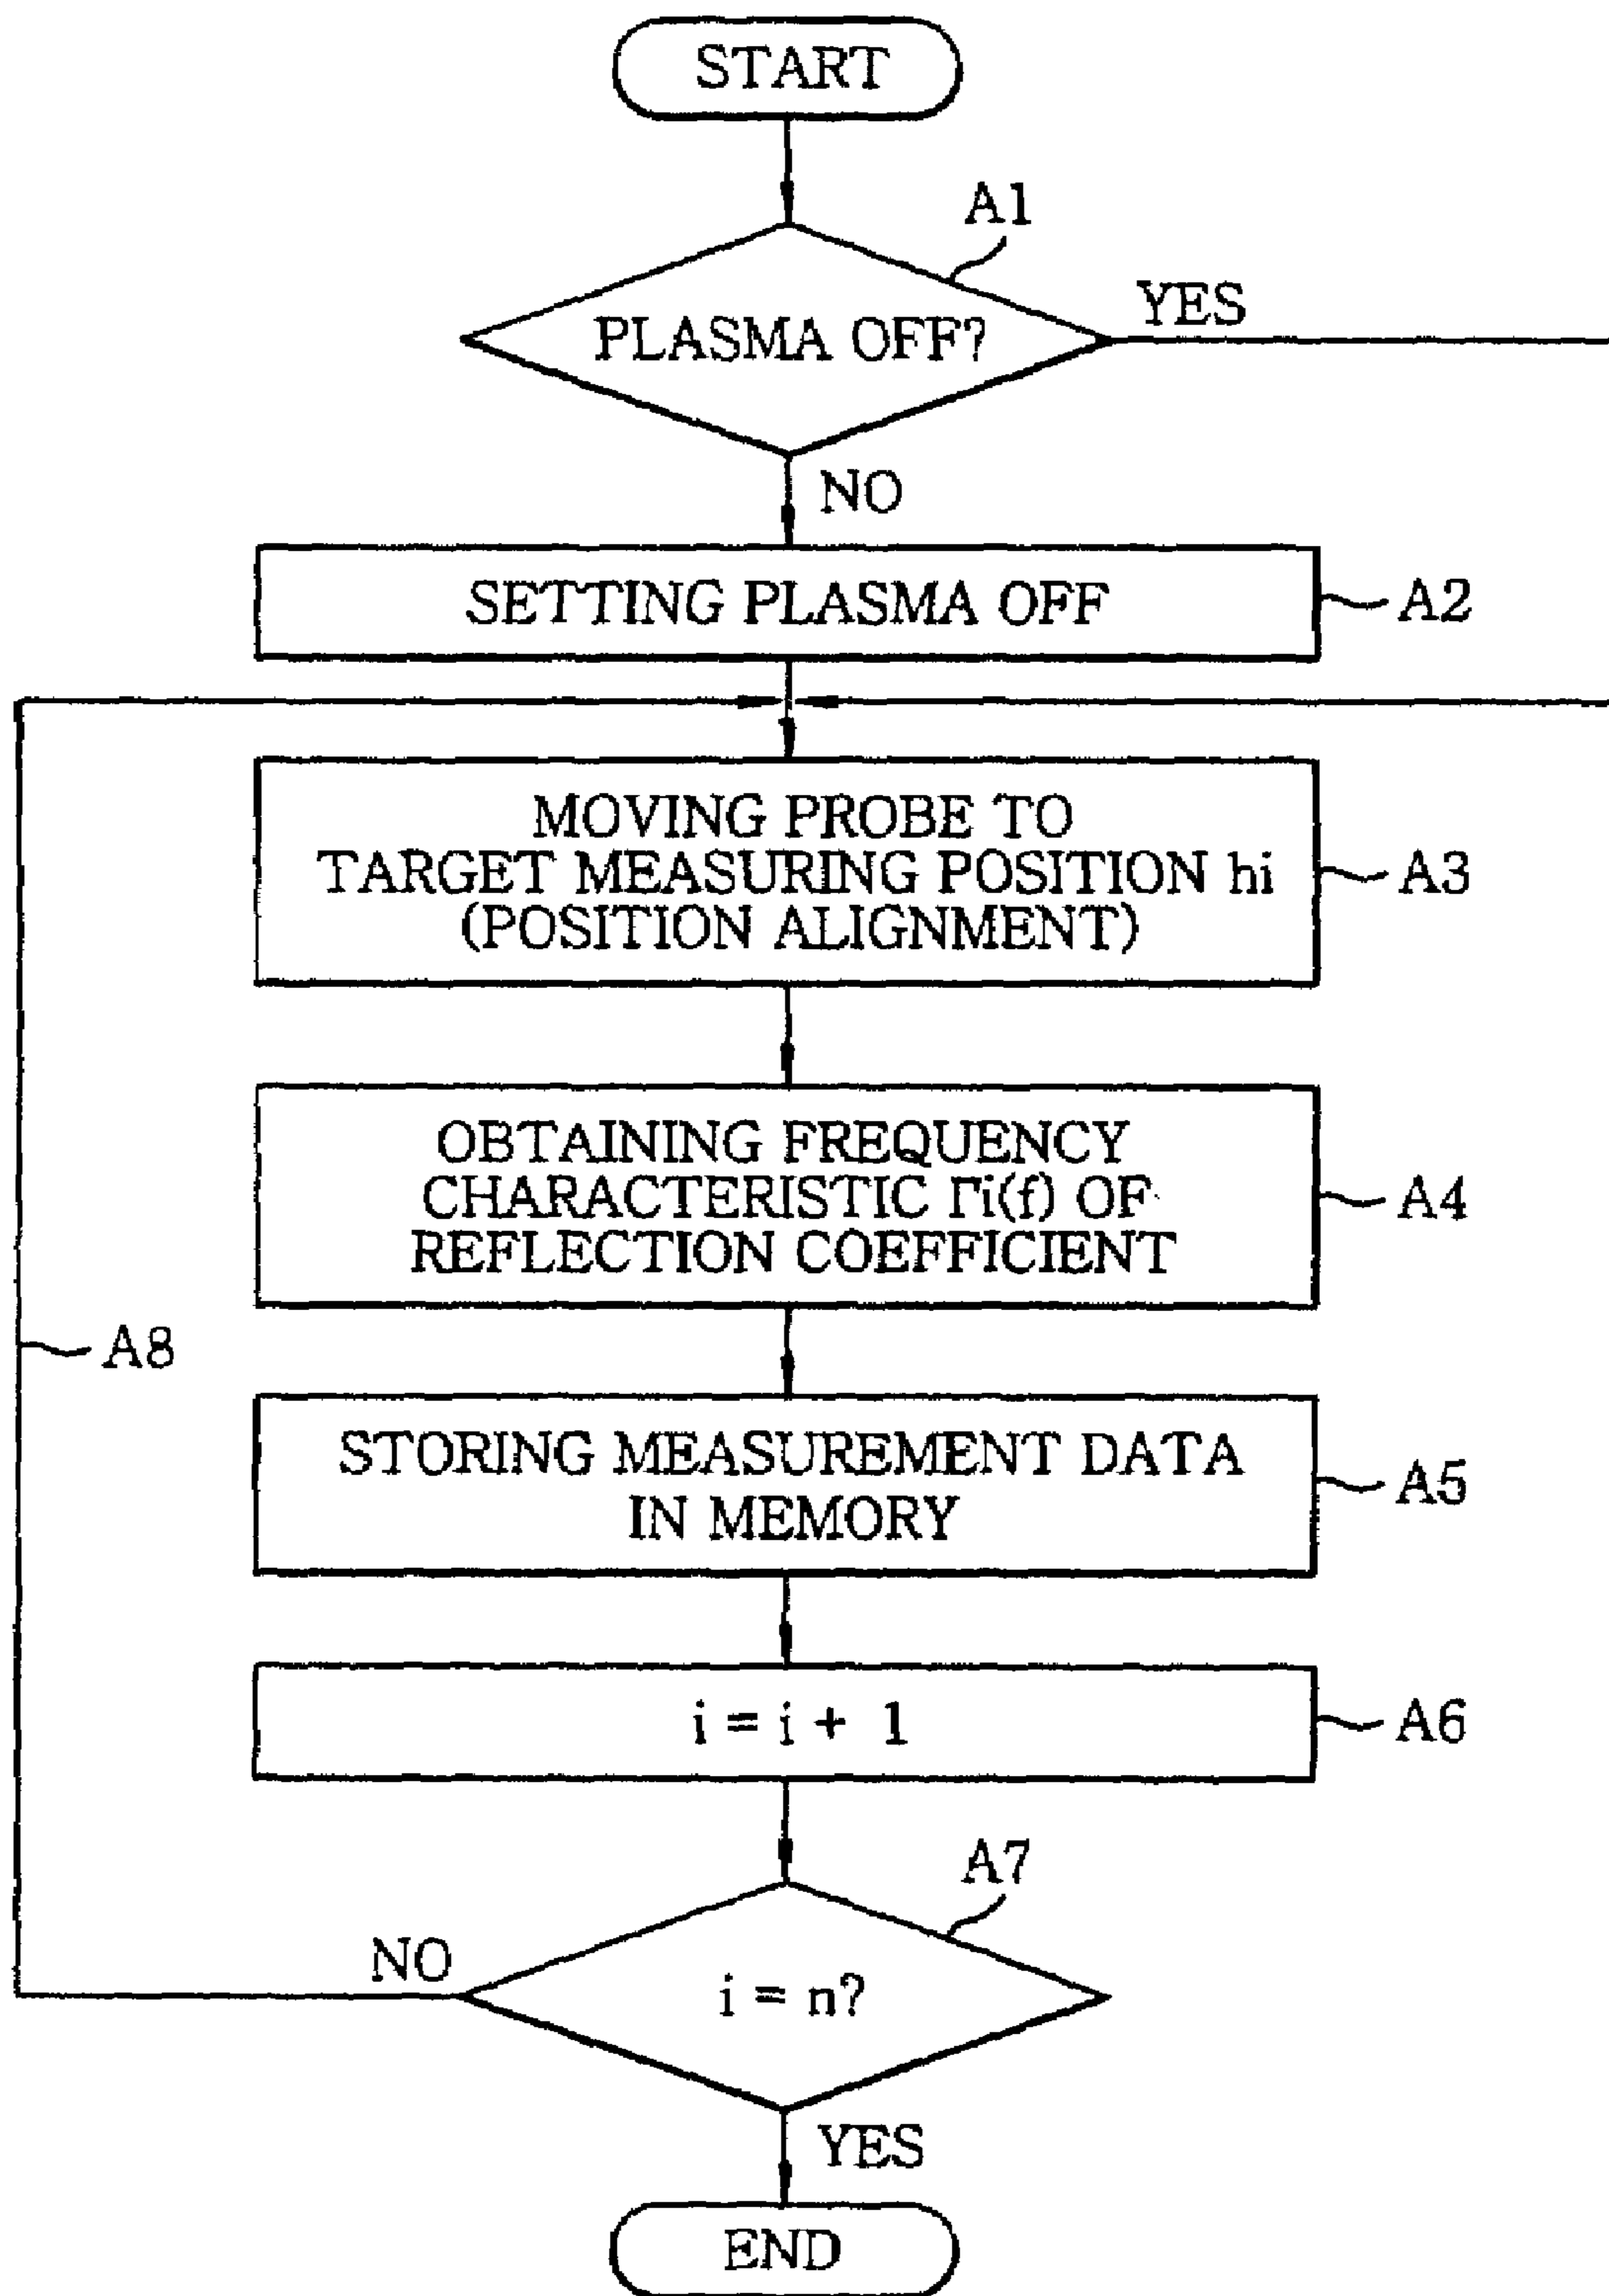 START
A1
PLASMA OFF?
YES
NO
SETTING PLASMA OFF
A2
MOVING PROBE TO
TARGET MEASURING POSITION hi
(POSITION ALIGNMENT)
A3
OBTAINING FREQUENCY
CHARACTERISTIC Γi(f) OF
REFLECTION COEFFICIENT
A4
A8
STORING MEASUREMENT DATA
IN MEMORY
A5
i = i + 1
A6
A7
NO
i = n?
YES
END